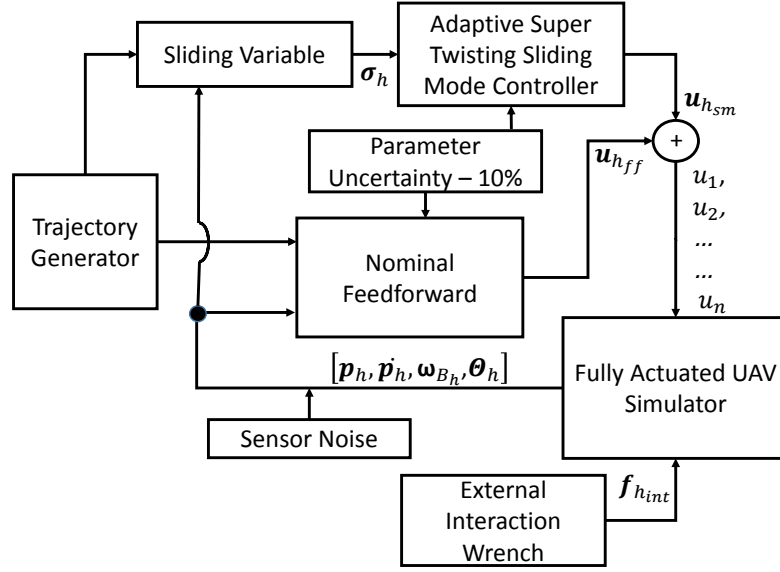 Sliding Variable
σ_h
Adaptive Super
Twisting Sliding
Mode Controller
u_{h_{sm}}
+
Parameter
Uncertainty – 10%
u_{h_{ff}}
u_1,
u_2,
...
...
u_n
Trajectory
Generator
Nominal
Feedforward
[p_h, ṗ_h, ω_{B_h}, Θ_h]
Fully Actuated UAV
Simulator
Sensor Noise
External
Interaction
Wrench
f_{h_{int}}